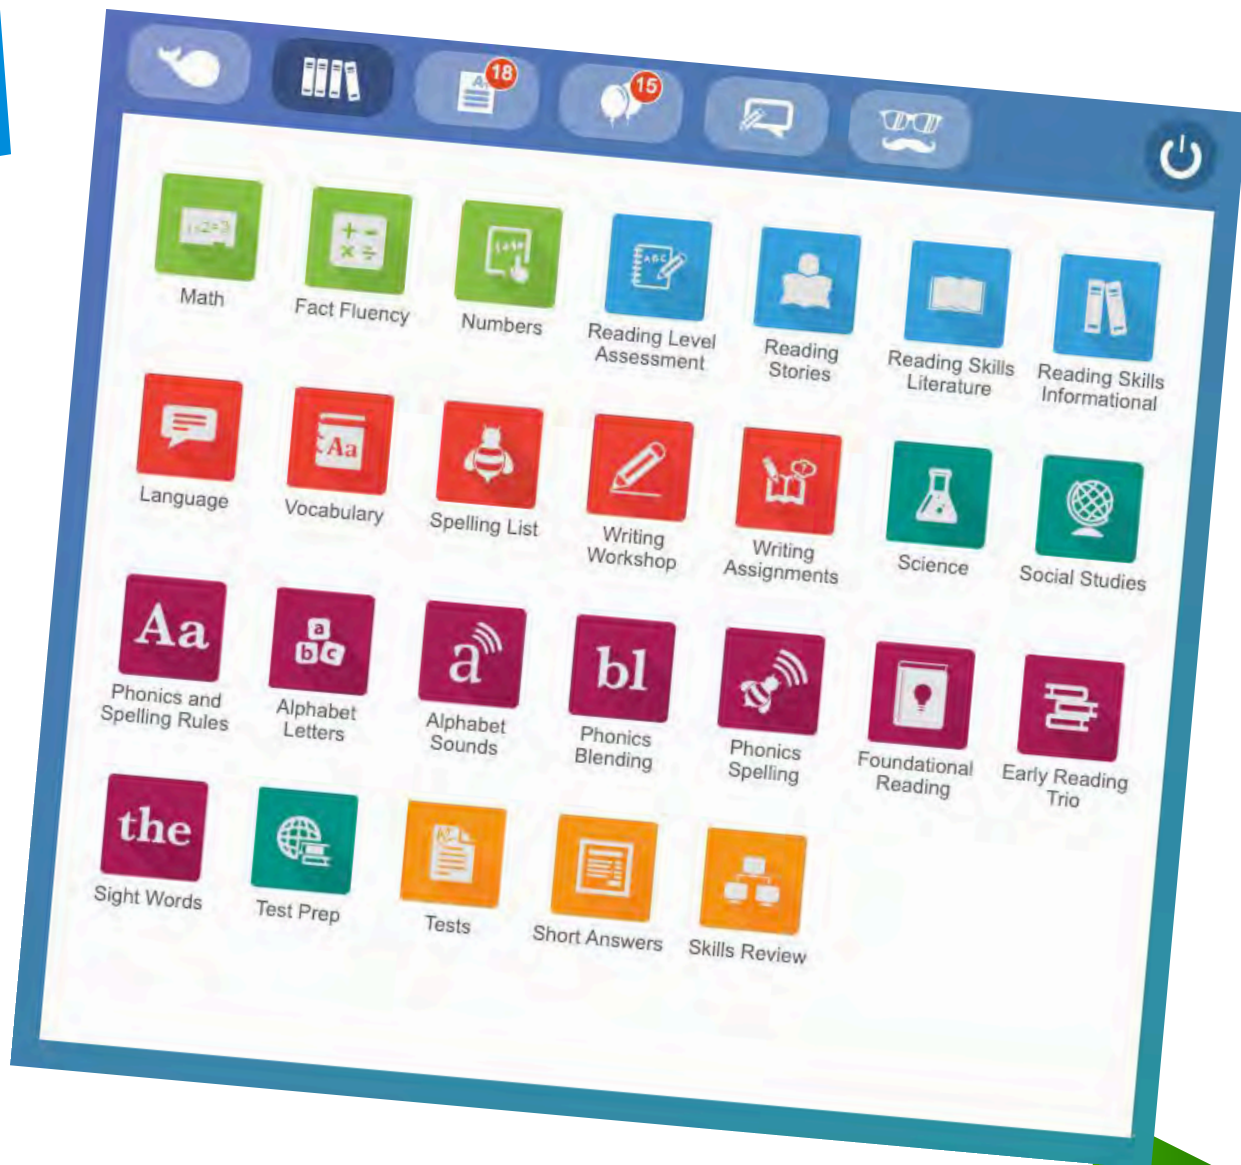 18
15
Math
Fact Fluency
Numbers
ABC
Reading Level
Assessment
Reading
Stories
Reading Skills
Literature
Reading Skills
Informational
Language
Aa
Vocabulary
Spelling List
Writing
Workshop
Writing
Assignments
Science
Social Studies
Aa
Phonics and
Spelling Rules
a
b c
Alphabet
Letters
a
Alphabet
Sounds
bl
Phonics
Blending
Phonics
Spelling
Foundational
Reading
Early Reading
Trio
the
Sight Words
Test Prep
A+
Tests
Short Answers
Skills Review